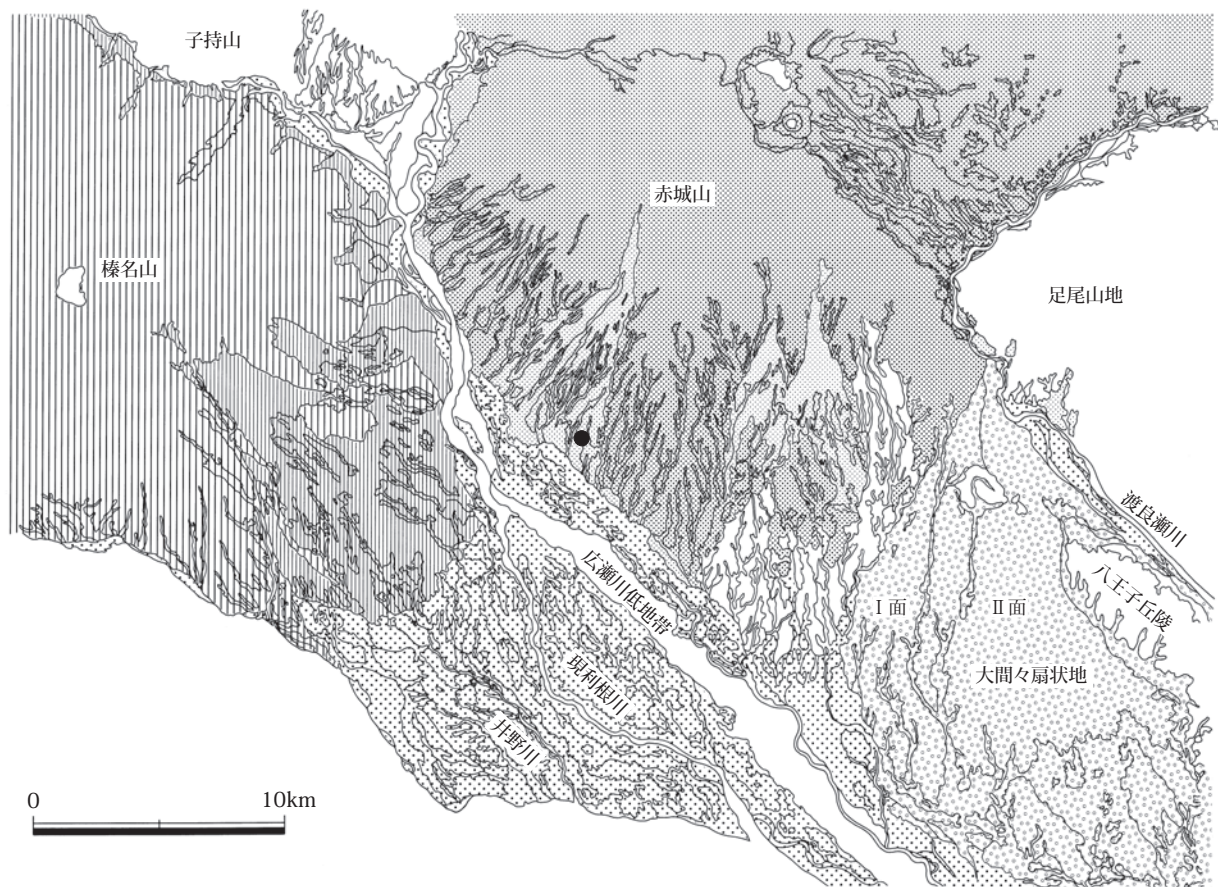 子持山
赤城山
榛名山
足尾山地
渡良瀬川
八王子丘陵
広瀬川低地帯
Ⅰ面
Ⅱ面
大間々扇状地
現利根川
井野川
0
10km